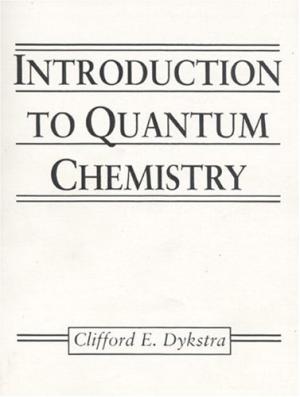 INTRODUCTION
TO QUANTUM
CHEMISTRY
Clifford E. Dykstra